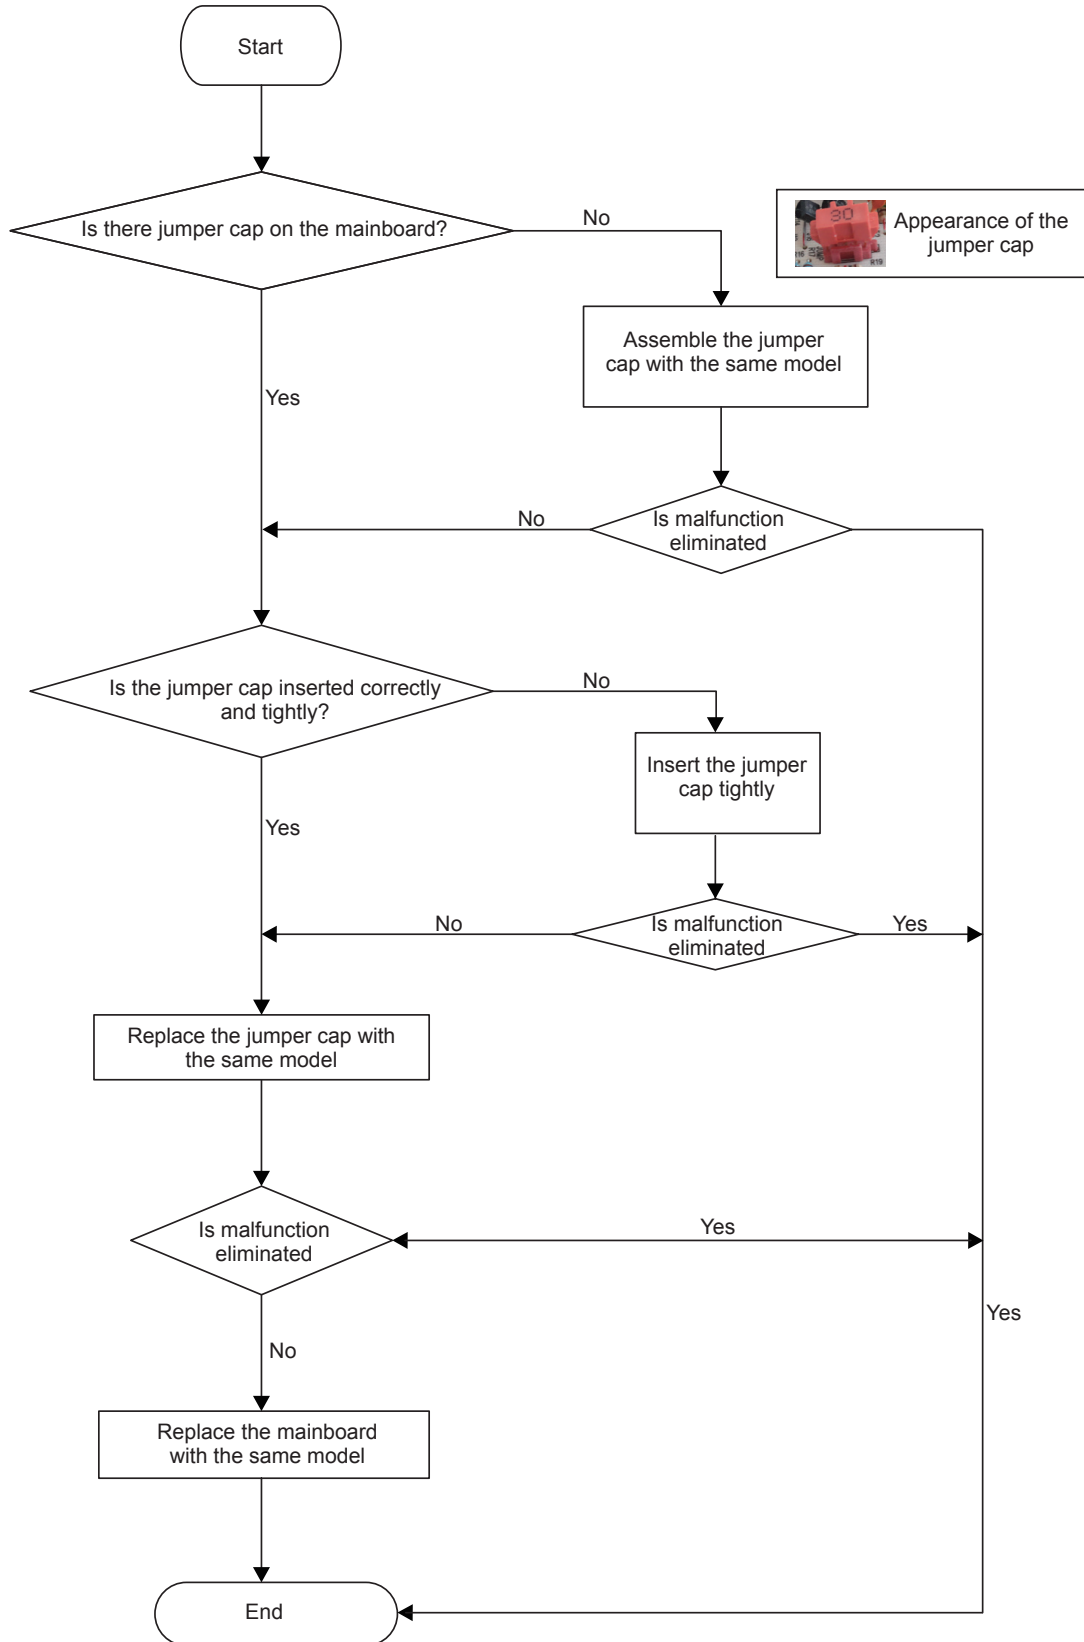 Start
Is there jumper cap on the mainboard?
No
30
Appearance of the
jumper cap
Assemble the jumper
cap with the same model
Yes
No
Is malfunction
eliminated
Is the jumper cap inserted correctly
and tightly?
No
Insert the jumper
cap tightly
Yes
No
Is malfunction
eliminated
Yes
Replace the jumper cap with
the same model
Is malfunction
eliminated
Yes
Yes
No
Replace the mainboard
with the same model
End